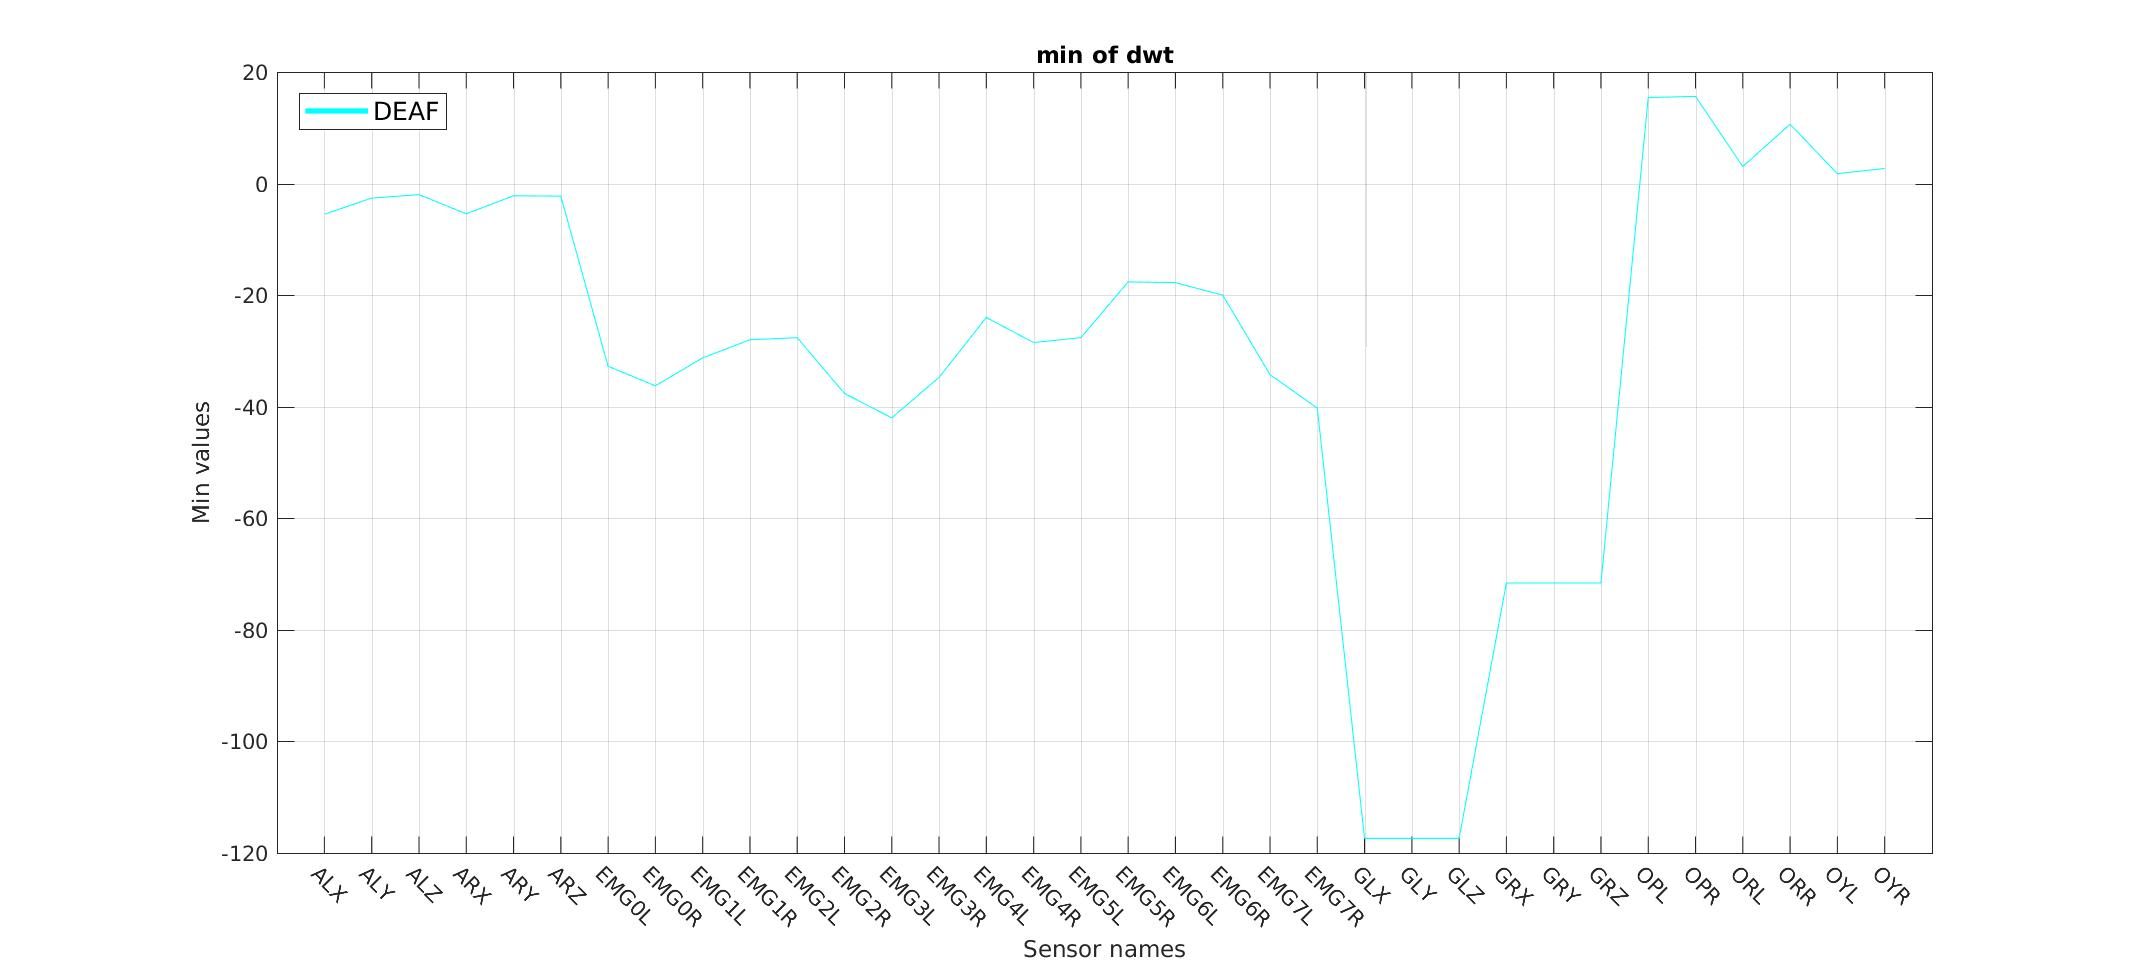 min of dwt
20
DEAF
0
-20
-40
-60
-80
-100
-120
Min values
ALX ALY ALZ ARX ARY ARZ EMG0L EMG0R EMG1L EMG1R EMG2L EMG2R EMG3L EMG3R EMG4L EMG4R EMG5L EMG5R EMG6L EMG6R EMG7L EMG7R GLX GLY GLZ GRX GRY GRZ OPL OPR ORL ORR OYL OYR
Sensor names